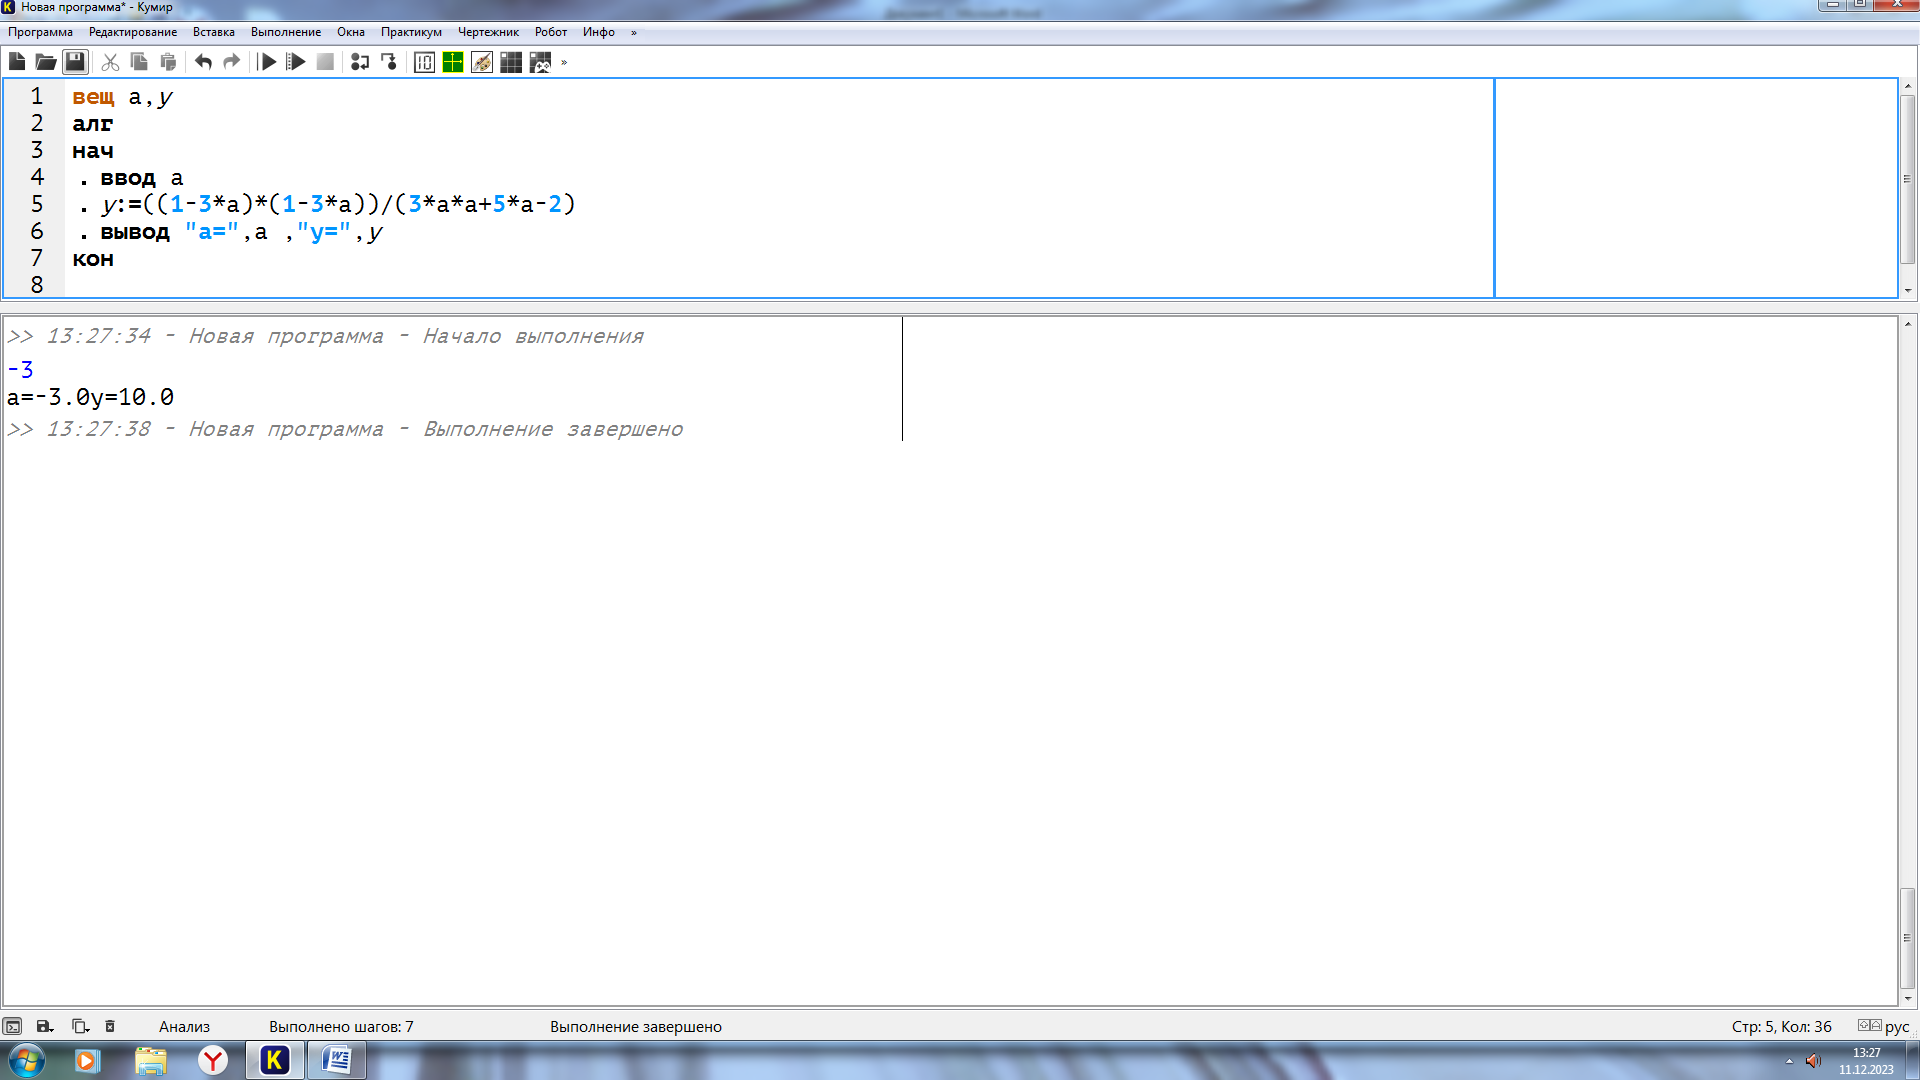 Новая программа* - Кумир
Программа Редактирование Вставка Выполнение Окна Практикум Чертежник Робот Инфо »
»
1 вещ a,y
2 алг
3 нач
4 . ввод a
5 . y:=((1-3*a)*(1-3*a))/(3*a*a+5*a-2)
6 . вывод "a=",a ,"y=",y
7 кон
8
>> 13:27:34 - Новая программа - Начало выполнения
-3
a=-3.0y=10.0
>> 13:27:38 - Новая программа - Выполнение завершено
Анализ Выполнено шагов: 7 Выполнение завершено Стр: 5, Кол: 36 рус
13:27
11.12.2023